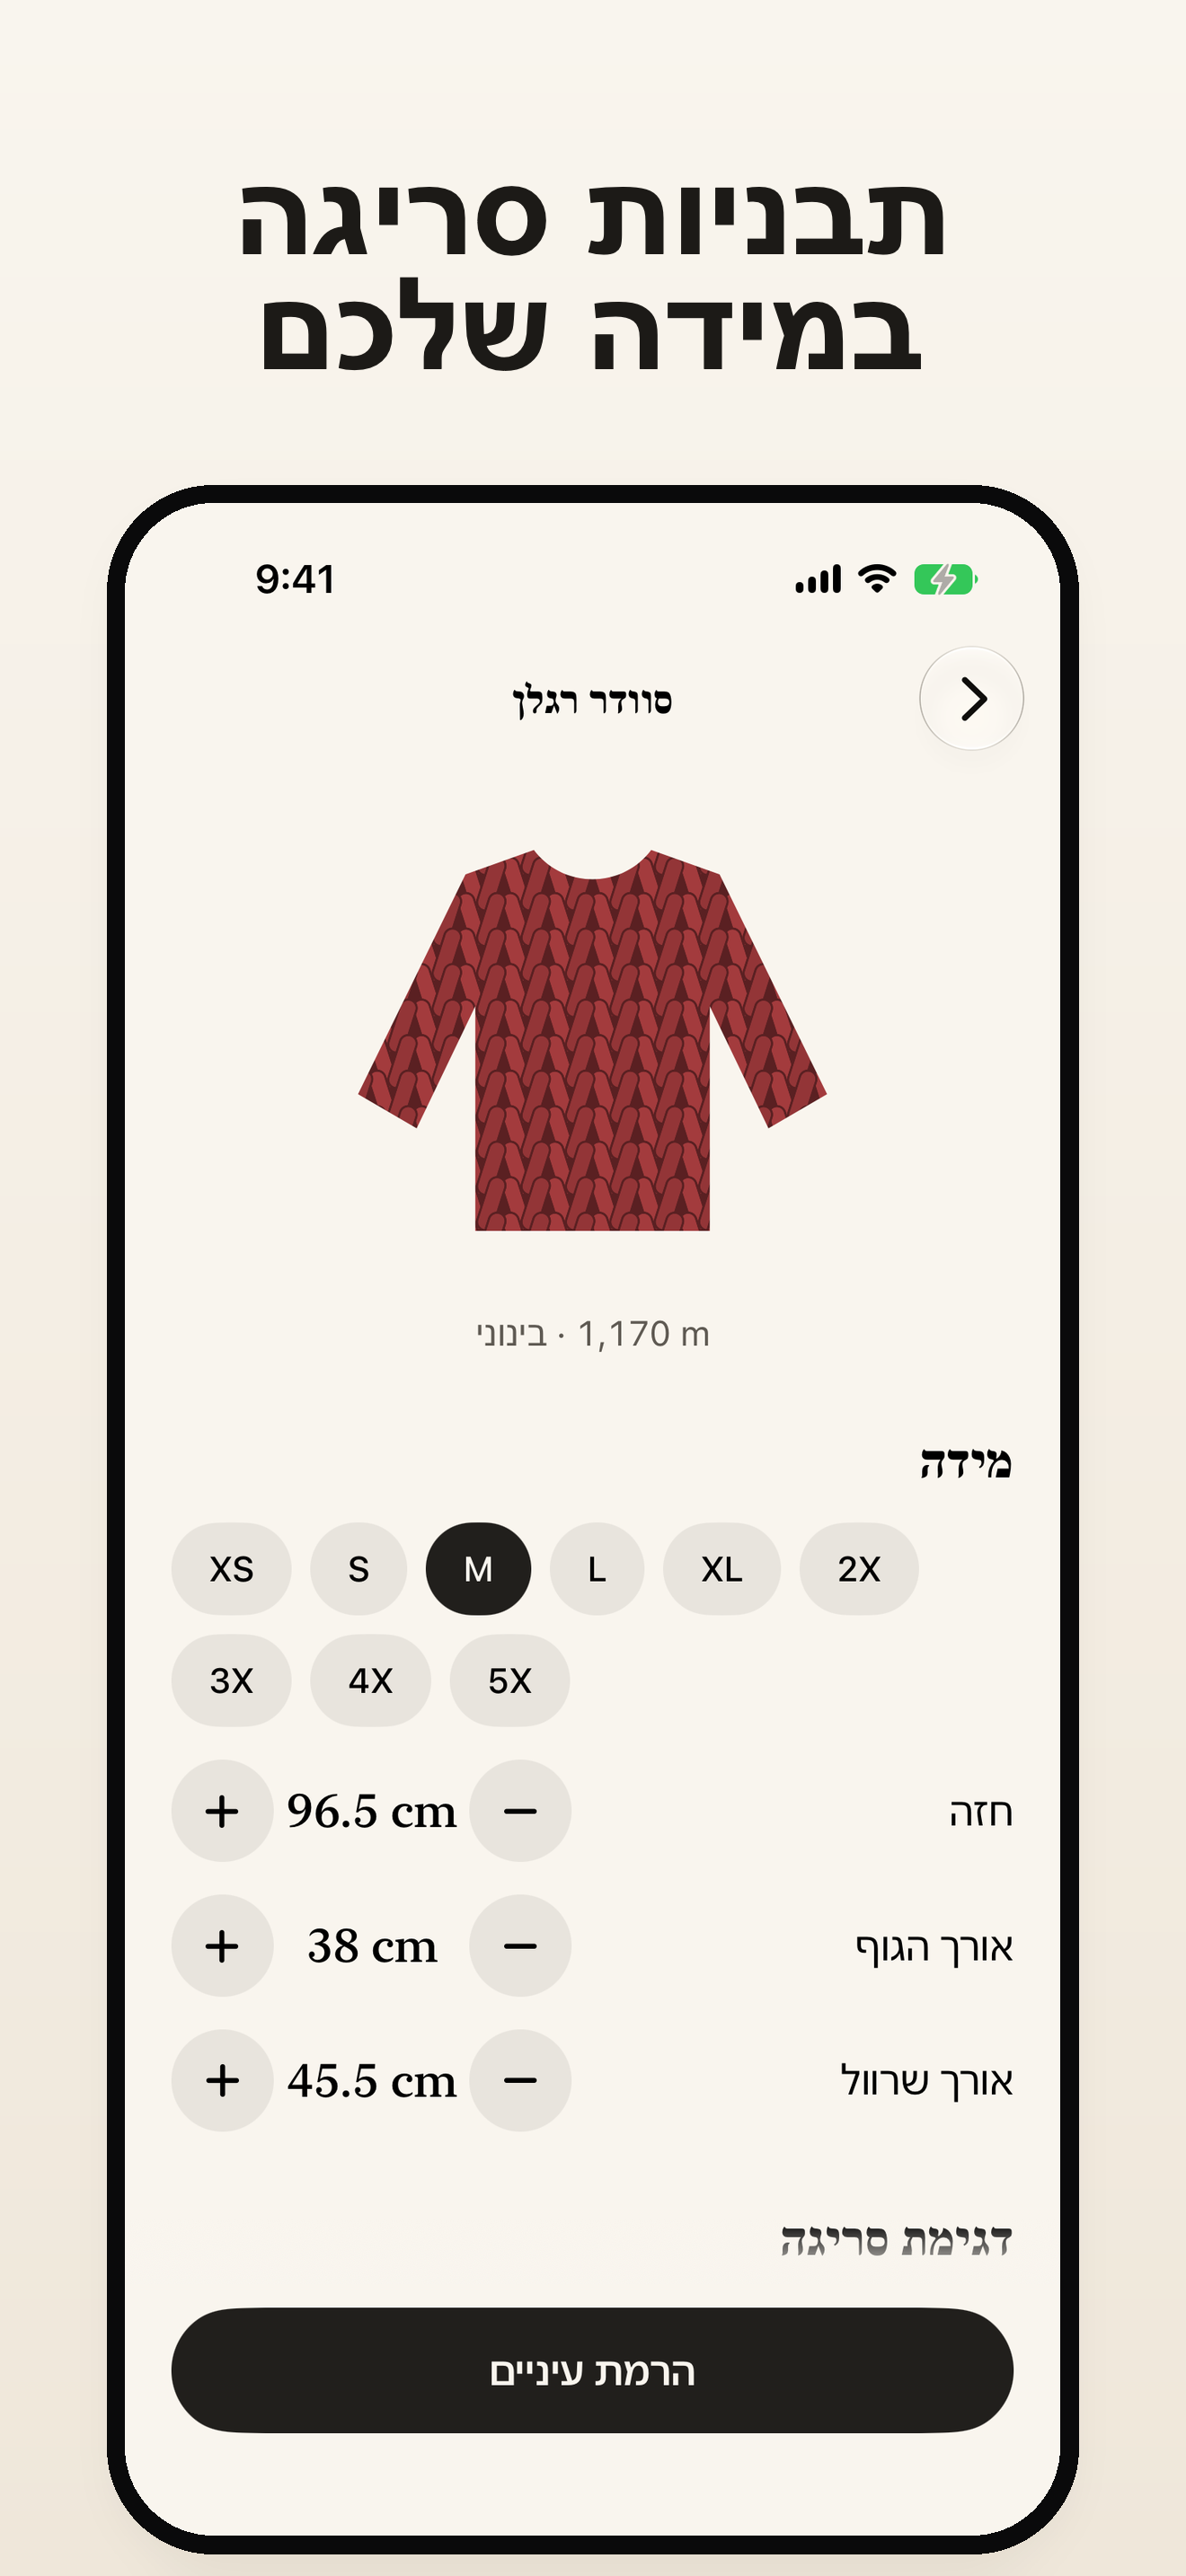 תבניות סריגה
במידה שלכם
9:41
סוודר רגלן
בינוני · 1,170 m
מידה
XS S M L XL 2X
3X 4X 5X
חזה − 96.5 cm +
אורך הגוף − 38 cm +
אורך שרוול − 45.5 cm +
דגימת סריגה
הרמת עיניים